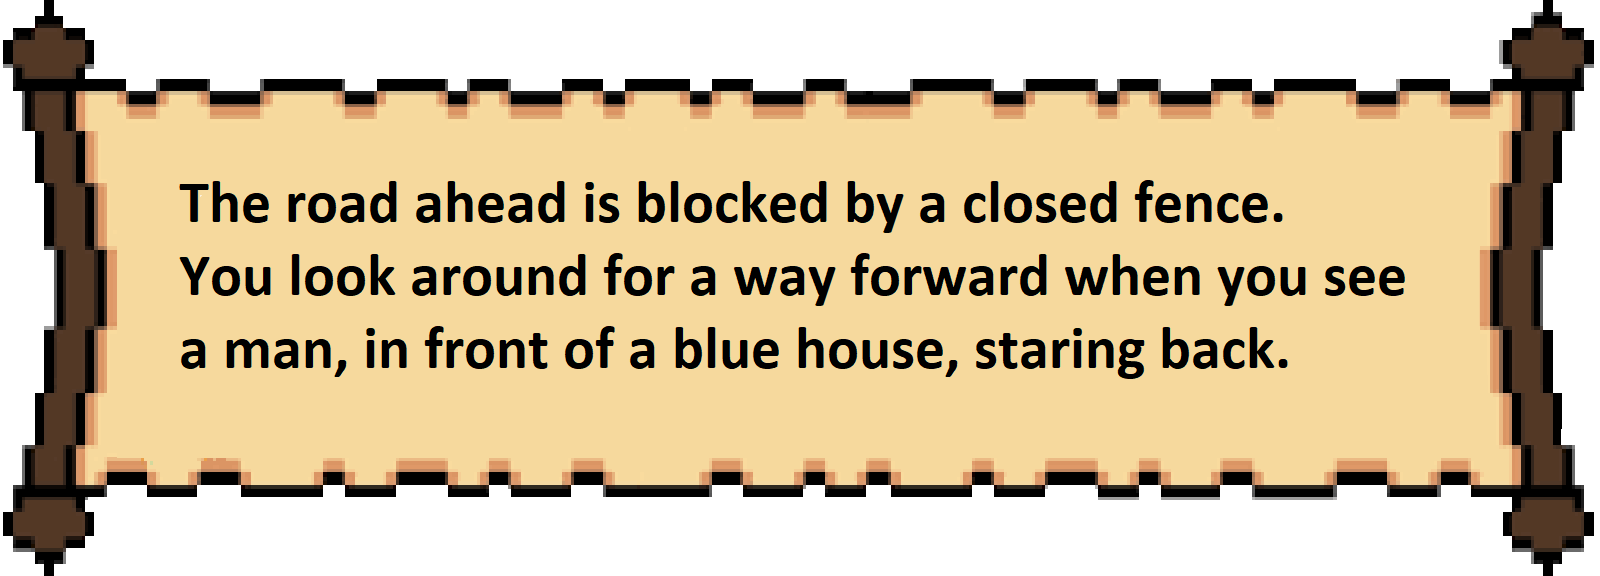 The road ahead is blocked by a closed fence.
You look around for a way forward when you see
a man, in front of a blue house, staring back.